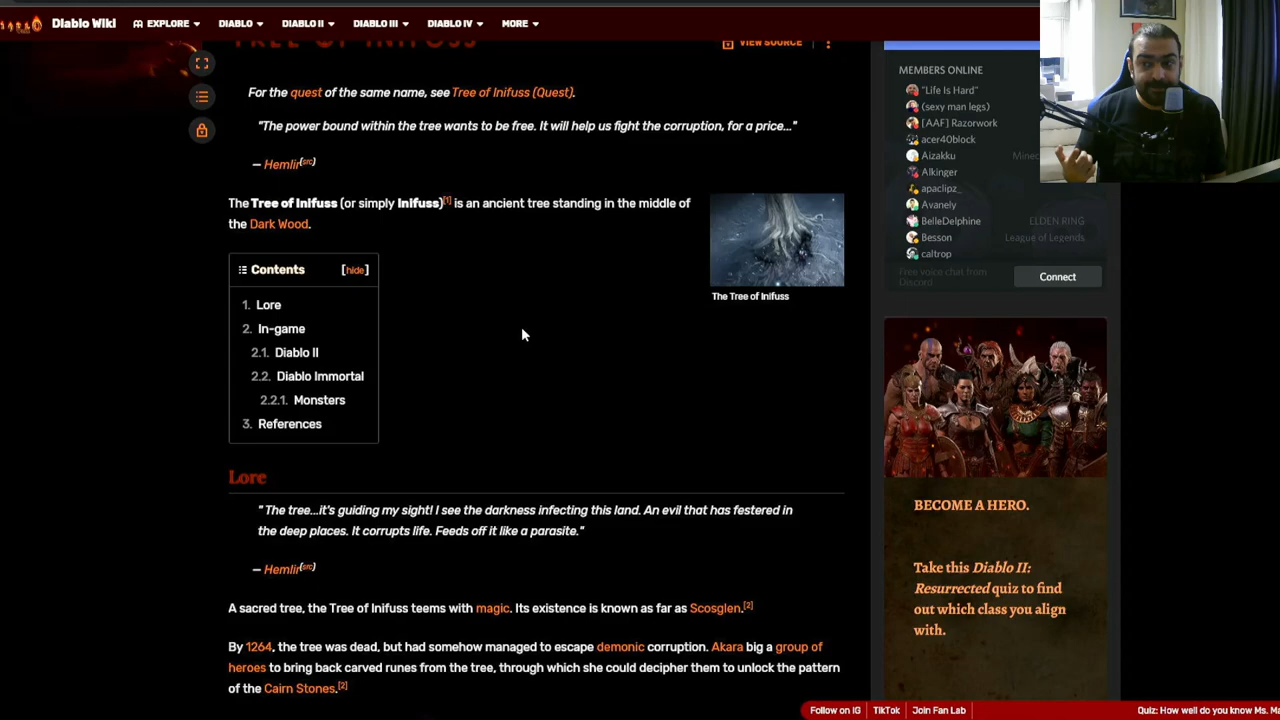 Diablo Wiki
EXPLORE
DIABLO
DIABLO II
DIABLO III
DIABLO IV
MORE
TREE OF INIFUSS
VIEW SOURCE
For the quest of the same name, see Tree of Inifuss (Quest).
"The power bound within the tree wants to be free. It will help us fight the corruption, for a price..."
— Hemlir[src]
The Tree of Inifuss (or simply Inifuss)[1] is an ancient tree standing in the middle of
the Dark Wood.
The Tree of Inifuss
Contents [hide]
1. Lore
2. In-game
2.1. Diablo II
2.2. Diablo Immortal
2.2.1. Monsters
3. References
Lore
"The tree...it's guiding my sight! I see the darkness infecting this land. An evil that has festered in
the deep places. It corrupts life. Feeds off it like a parasite."
— Hemlir[src]
A sacred tree, the Tree of Inifuss teems with magic. Its existence is known as far as Scosglen.[2]
By 1264, the tree was dead, but had somehow managed to escape demonic corruption. Akara big a group of
heroes to bring back carved runes from the tree, through which she could decipher them to unlock the pattern
of the Cairn Stones.[2]
MEMBERS ONLINE
"Life Is Hard"
(sexy man legs)
[AAF] Razorwork
acer40block
Aizakku
Alkinger
apaclipz_
Avanely
BelleDelphine ELDEN RING
Besson League of Legends
caltrop
Free voice chat from
Discord
Connect
BECOME A HERO.
Take this Diablo II:
Resurrected quiz to find
out which class you align
with.
Follow on IG
TikTok
Join Fan Lab
Quiz: How well do you know Ms.